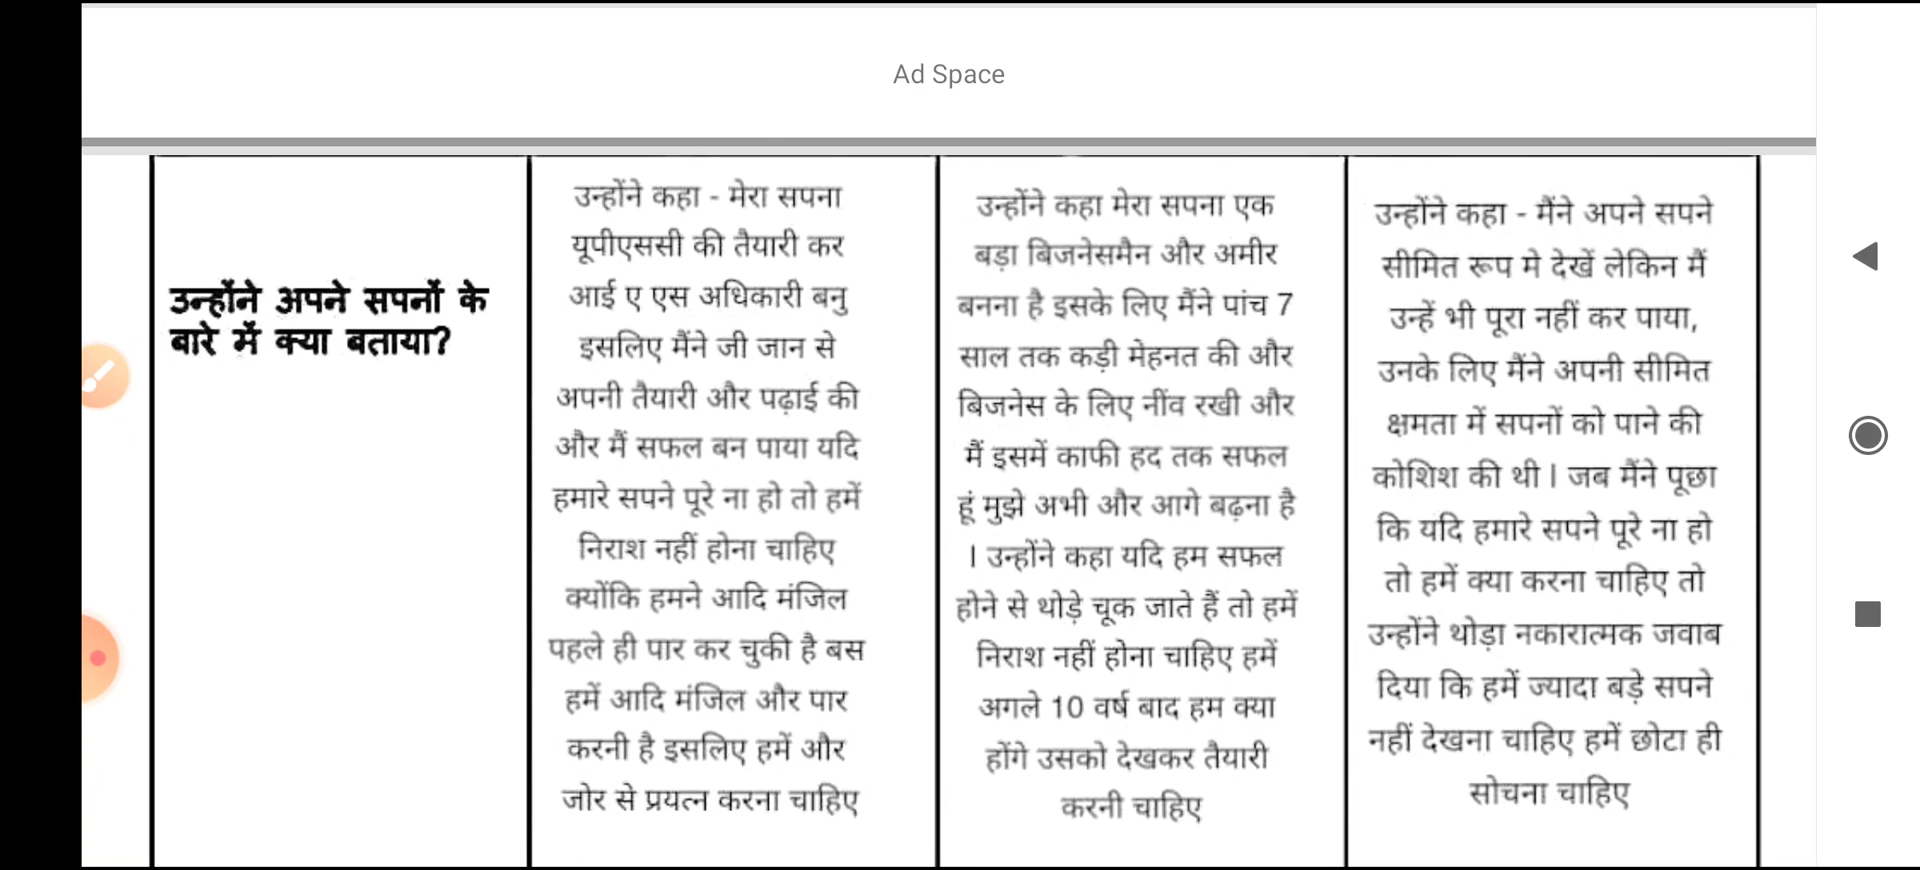 Ad Space
उन्होंने अपने सपनों के
बारे में क्या बताया?
उन्होंने कहा - मेरा सपना
यूपीएससी की तैयारी कर
आई ए एस अधिकारी बनु
इसलिए मैंने जी जान से
अपनी तैयारी और पढ़ाई की
और मैं सफल बन पाया यदि
हमारे सपने पूरे ना हो तो हमें
निराश नहीं होना चाहिए
क्योंकि हमने आदि मंजिल
पहले ही पार कर चुकी है बस
हमें आदि मंजिल और पार
करनी है इसलिए हमें और
जोर से प्रयत्न करना चाहिए
उन्होंने कहा मेरा सपना एक
बड़ा बिजनेसमैन और अमीर
बनना है इसके लिए मैंने पांच 7
साल तक कड़ी मेहनत की और
बिजनेस के लिए नींव रखी और
मैं इसमें काफी हद तक सफल
हूं मुझे अभी और आगे बढ़ना है
। उन्होंने कहा यदि हम सफल
होने से थोड़े चूक जाते हैं तो हमें
निराश नहीं होना चाहिए हमें
अगले 10 वर्ष बाद हम क्या
होंगे उसको देखकर तैयारी
करनी चाहिए
उन्होंने कहा - मैंने अपने सपने
सीमित रूप मे देखें लेकिन मैं
उन्हें भी पूरा नहीं कर पाया,
उनके लिए मैंने अपनी सीमित
क्षमता में सपनों को पाने की
कोशिश की थी। जब मैंने पूछा
कि यदि हमारे सपने पूरे ना हो
तो हमें क्या करना चाहिए तो
उन्होंने थोड़ा नकारात्मक जवाब
दिया कि हमें ज्यादा बड़े सपने
नहीं देखना चाहिए हमें छोटा ही
सोचना चाहिए